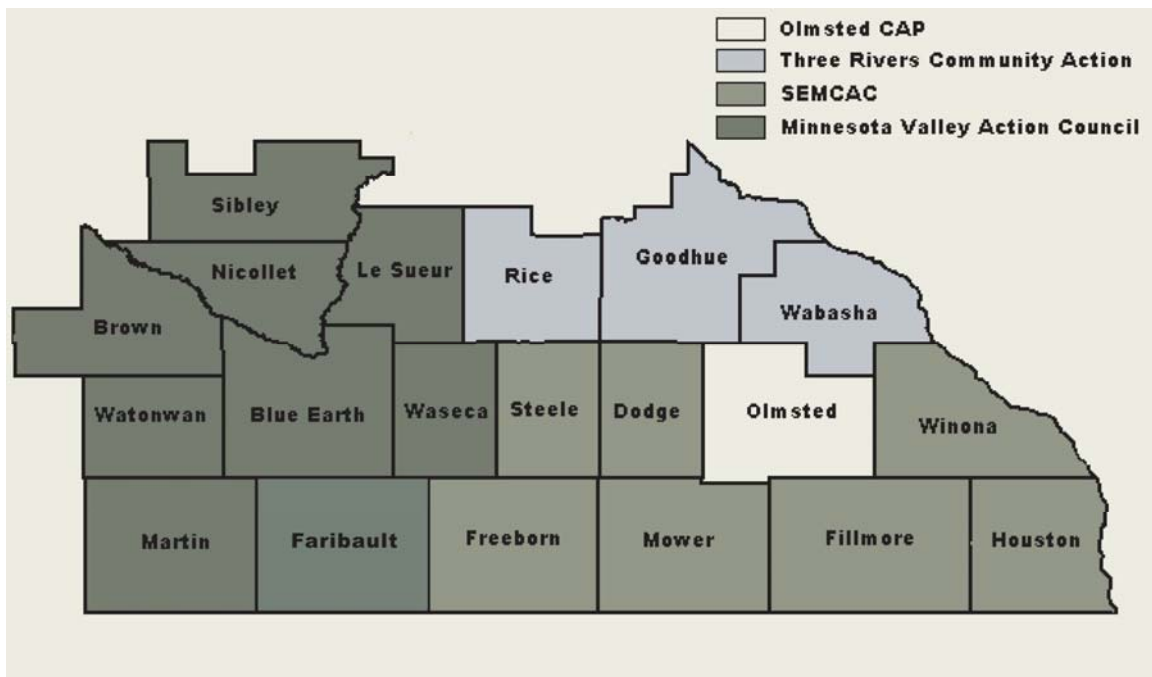 Olmsted CAP
Three Rivers Community Action
SEMCAC
Minnesota Valley Action Council
Sibley
Nicollet
Le Sueur
Rice
Goodhue
Wabasha
Brown
Watonwan
Blue Earth
Waseca
Steele
Dodge
Olmsted
Winona
Martin
Faribault
Freeborn
Mower
Fillmore
Houston